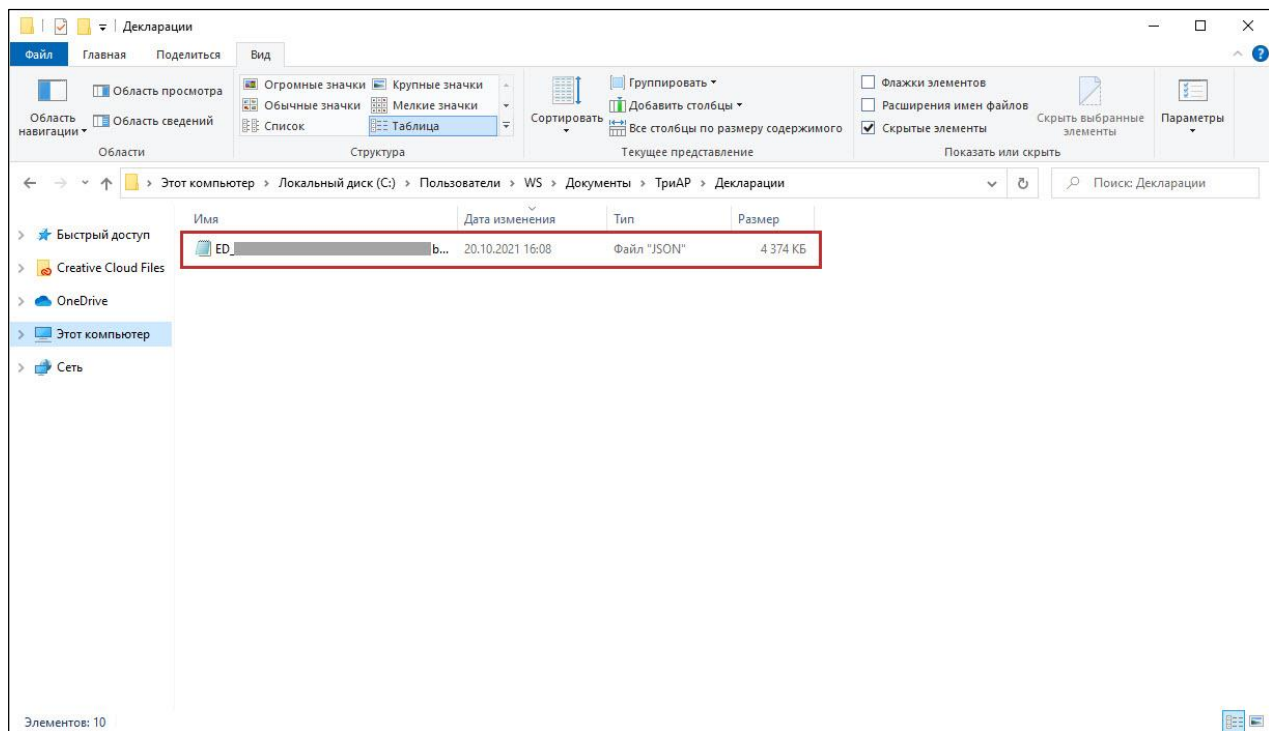 Декларации
Файл Главная Поделиться Вид
Область навигации
Область просмотра
Область сведений
Области
Огромные значки Крупные значки
Обычные значки Мелкие значки
Список Таблица
Структура
Сортировать
Группировать
Добавить столбцы
Все столбцы по размеру содержимого
Текущее представление
Флажки элементов
Расширения имен файлов
Скрытые элементы
Скрыть выбранные
элементы
Показать или скрыть
Параметры
Этот компьютер > Локальный диск (C:) > Пользователи > WS > Документы > ТриАР > Декларации
Поиск: Декларации
Имя Дата изменения Тип Размер
ED_ b... 20.10.2021 16:08 Файл "JSON" 4 374 КБ
Быстрый доступ
Creative Cloud Files
OneDrive
Этот компьютер
Сеть
Элементов: 10